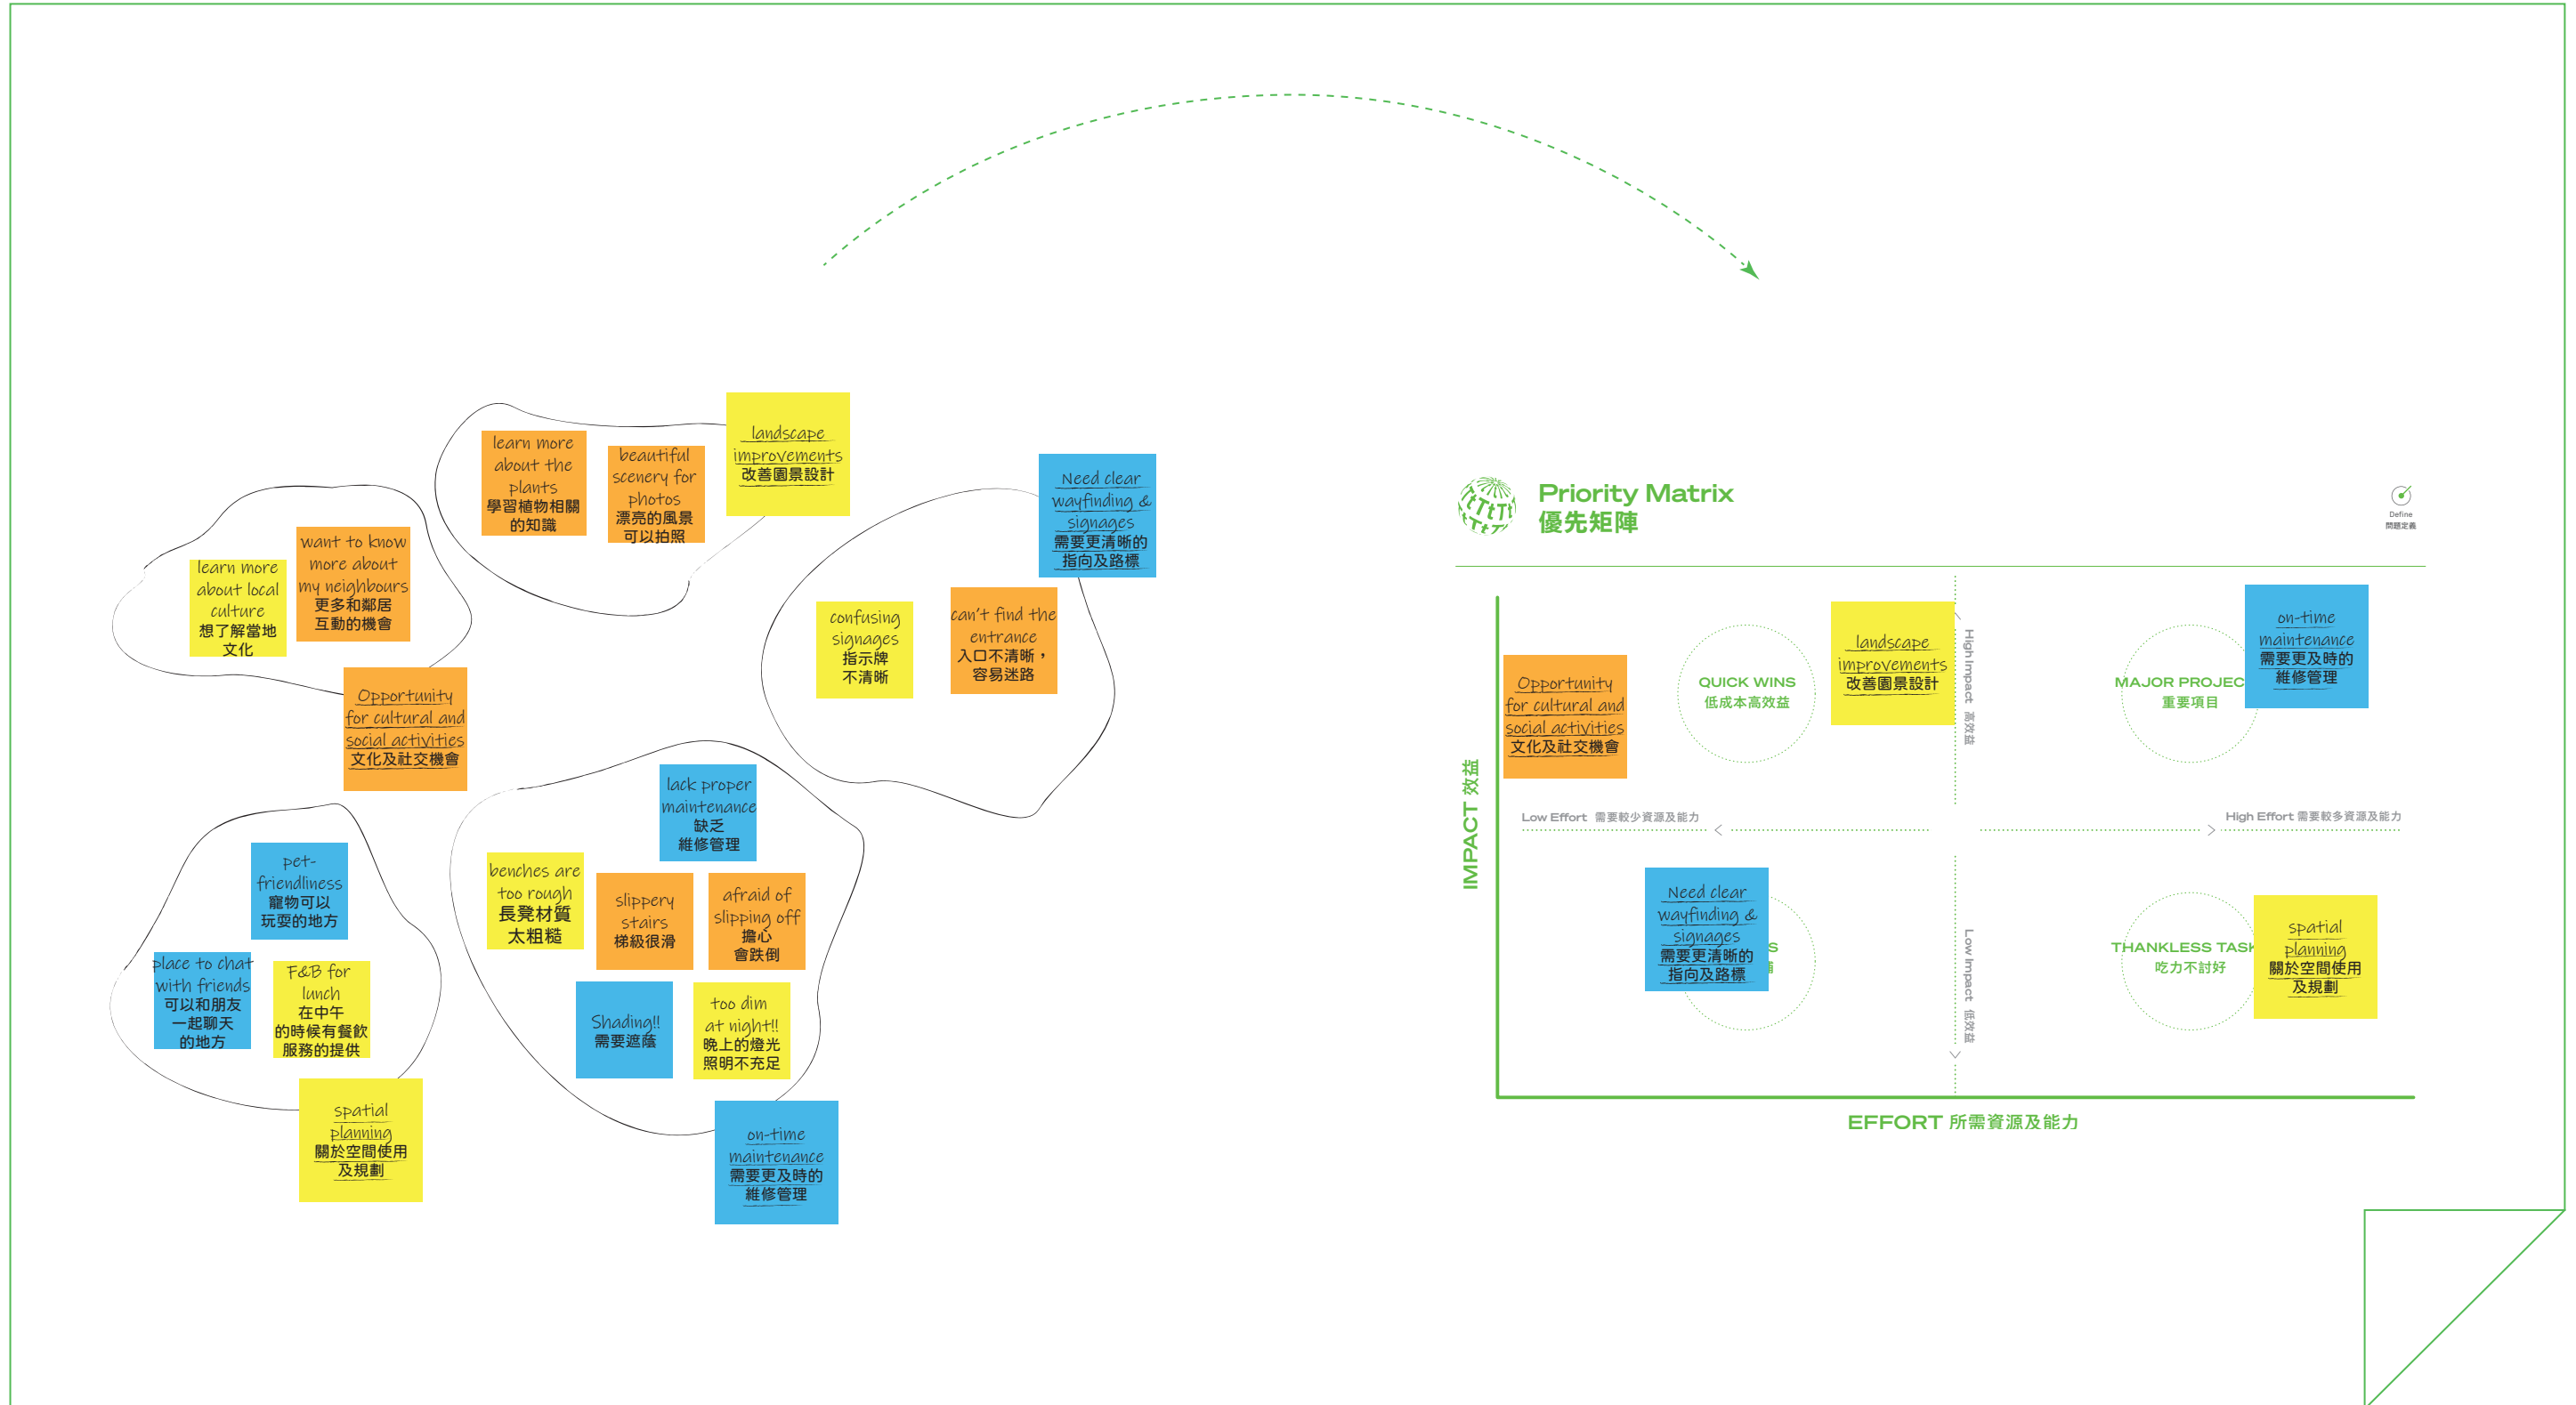 learn more
about the
plants
學習植物相關
的知識
beautiful
scenery for
photos
漂亮的風景
可以拍照
landscape
improvements
改善園景設計
learn more
about local
culture
想了解當地
文化
want to know
more about
my neighbours
更多和鄰居
互動的機會
Opportunity
for cultural and
social activities
文化及社交機會
Need clear
wayfinding &
signages
需要更清晰的
指向及路標
confusing
signages
指示牌
不清晰
can't find the
entrance
入口不清晰，
容易迷路
pet-
friendliness
寵物可以
玩耍的地方
place to chat
with friends
可以和朋友
一起聊天
的地方
F&B for
lunch
在中午
的時候有餐飲
服務的提供
spatial
planning
關於空間使用
及規劃
lack proper
maintenance
缺乏
維修管理
benches are
too rough
長凳材質
太粗糙
slippery
stairs
梯級很滑
afraid of
slipping off
擔心
會跌倒
Shading!!
需要遮蔭
too dim
at night!!
晚上的燈光
照明不充足
on-time
maintenance
需要更及時的
維修管理
Priority Matrix
優先矩陣
Define
問題定義
IMPACT 效益
Opportunity
for cultural and
social activities
文化及社交機會
QUICK WINS
低成本高效益
landscape
improvements
改善園景設計
High Impact 高效益
MAJOR PROJEC
重要項目
on-time
maintenance
需要更及時的
維修管理
Low Effort 需要較少資源及能力
High Effort 需要較多資源及能力
Need clear
wayfinding &
signages
需要更清晰的
指向及路標
S
Low Impact 低效益
THANKLESS TASK
吃力不討好
spatial
planning
關於空間使用
及規劃
EFFORT 所需資源及能力